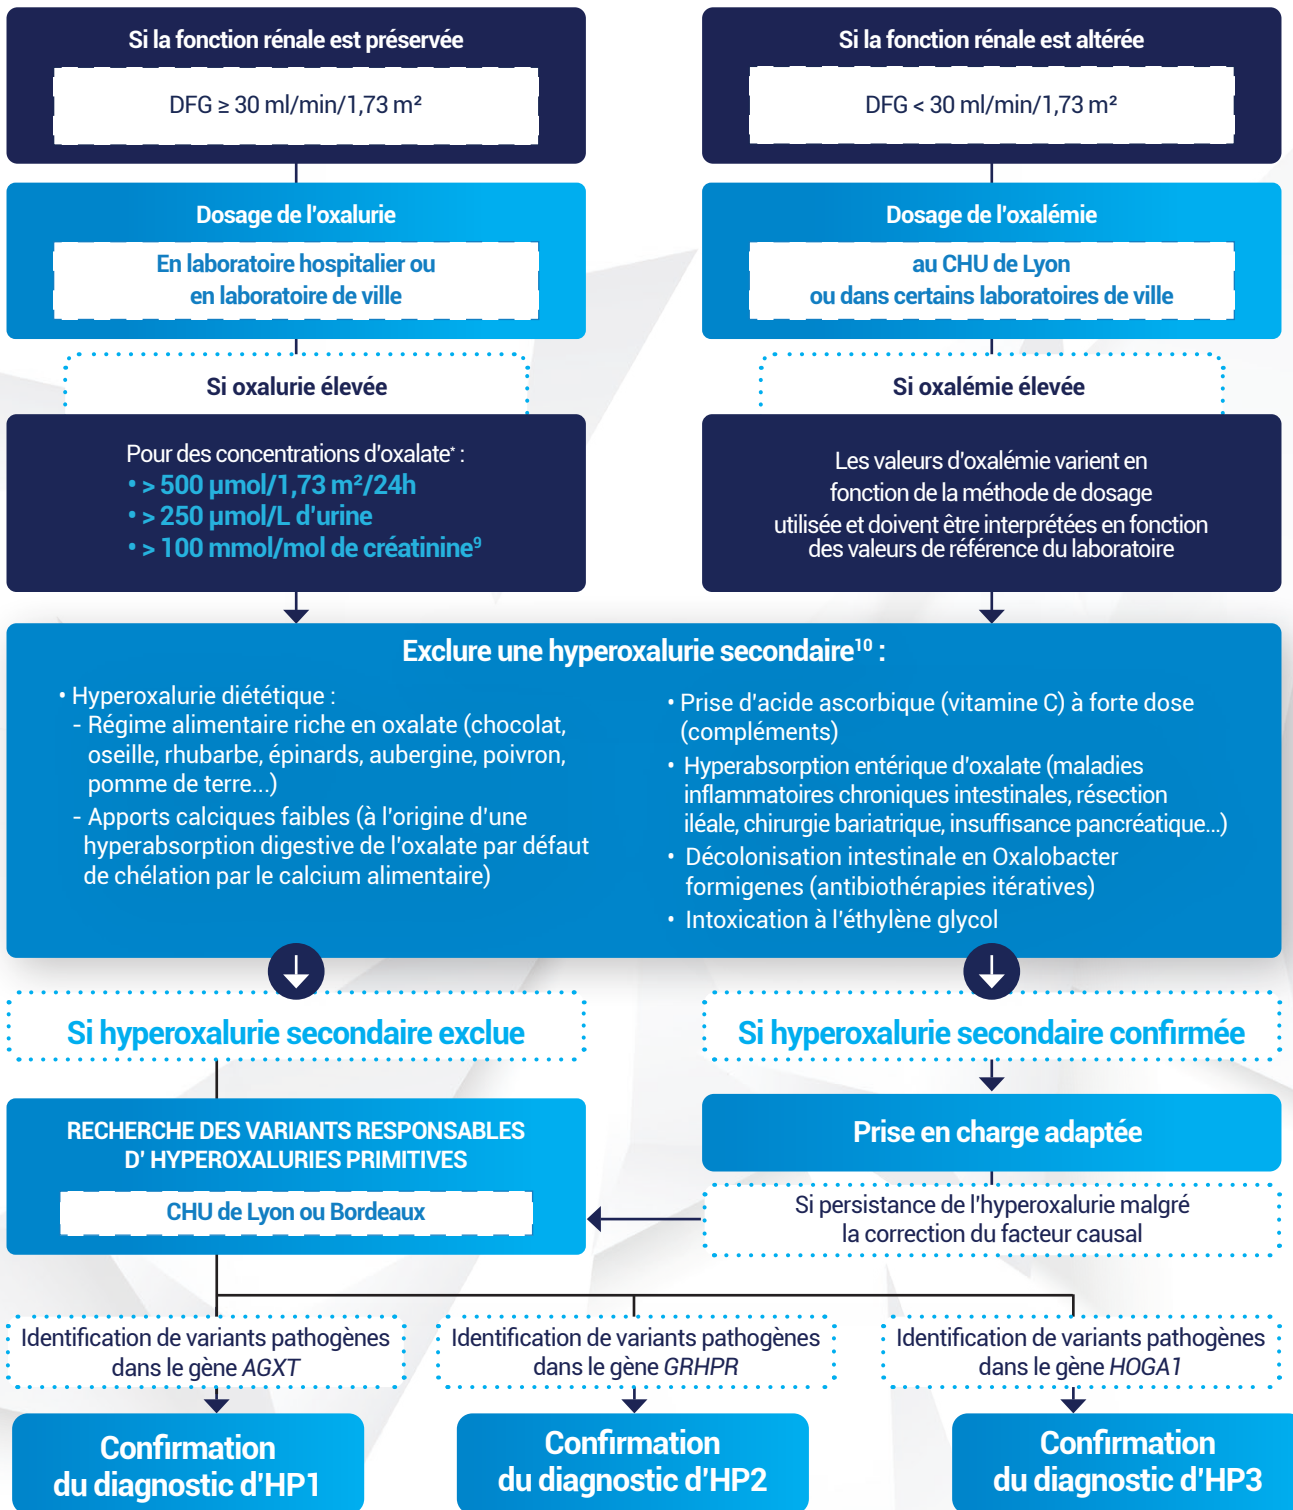 Si la fonction rénale est préservée
DFG ≥ 30 ml/min/1,73 m²
Si la fonction rénale est altérée
DFG < 30 ml/min/1,73 m²
Dosage de l'oxalurie
En laboratoire hospitalier ou
en laboratoire de ville
Dosage de l'oxalémie
au CHU de Lyon
ou dans certains laboratoires de ville
Si oxalurie élevée
Si oxalémie élevée
Pour des concentrations d'oxalate* :
• > 500 µmol/1,73 m²/24h
• > 250 µmol/L d'urine
• > 100 mmol/mol de créatinine⁹
Les valeurs d'oxalémie varient en
fonction de la méthode de dosage
utilisée et doivent être interprétées en fonction
des valeurs de référence du laboratoire
Exclure une hyperoxalurie secondaire¹⁰ :
• Hyperoxalurie diététique :
- Régime alimentaire riche en oxalate (chocolat,
oseille, rhubarbe, épinards, aubergine, poivron,
pomme de terre...)
- Apports calciques faibles (à l'origine d'une
hyperabsorption digestive de l'oxalate par défaut
de chélation par le calcium alimentaire)
• Prise d'acide ascorbique (vitamine C) à forte dose
(compléments)
• Hyperabsorption entérique d'oxalate (maladies
inflammatoires chroniques intestinales, résection
iléale, chirurgie bariatrique, insuffisance pancréatique...)
• Décolonisation intestinale en Oxalobacter
formigenes (antibiothérapies itératives)
• Intoxication à l'éthylène glycol
Si hyperoxalurie secondaire exclue
Si hyperoxalurie secondaire confirmée
RECHERCHE DES VARIANTS RESPONSABLES
D' HYPEROXALURIES PRIMITIVES
CHU de Lyon ou Bordeaux
Prise en charge adaptée
Si persistance de l'hyperoxalurie malgré
la correction du facteur causal
Identification de variants pathogènes
dans le gène AGXT
Identification de variants pathogènes
dans le gène GRHPR
Identification de variants pathogènes
dans le gène HOGA1
Confirmation
du diagnostic d'HP1
Confirmation
du diagnostic d'HP2
Confirmation
du diagnostic d'HP3